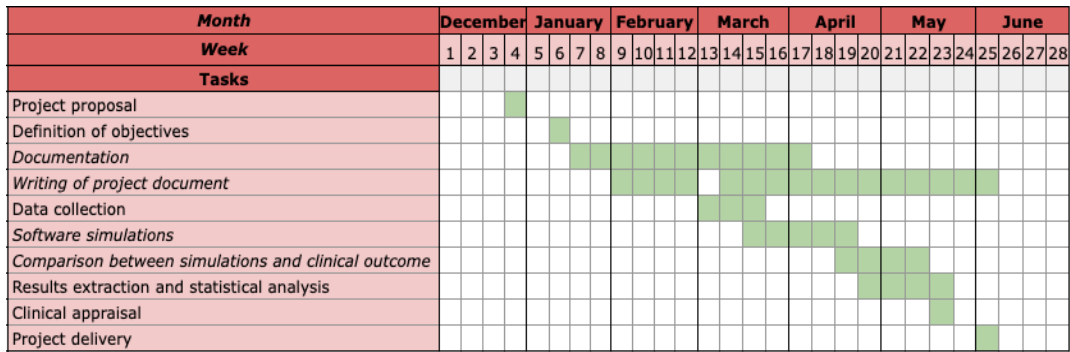 Month December January February March April May June
Week 1 2 3 4 5 6 7 8 9 10 11 12 13 14 15 16 17 18 19 20 21 22 23 24 25 26 27 28
Tasks
Project proposal
Definition of objectives
Documentation
Writing of project document
Data collection
Software simulations
Comparison between simulations and clinical outcome
Results extraction and statistical analysis
Clinical appraisal
Project delivery